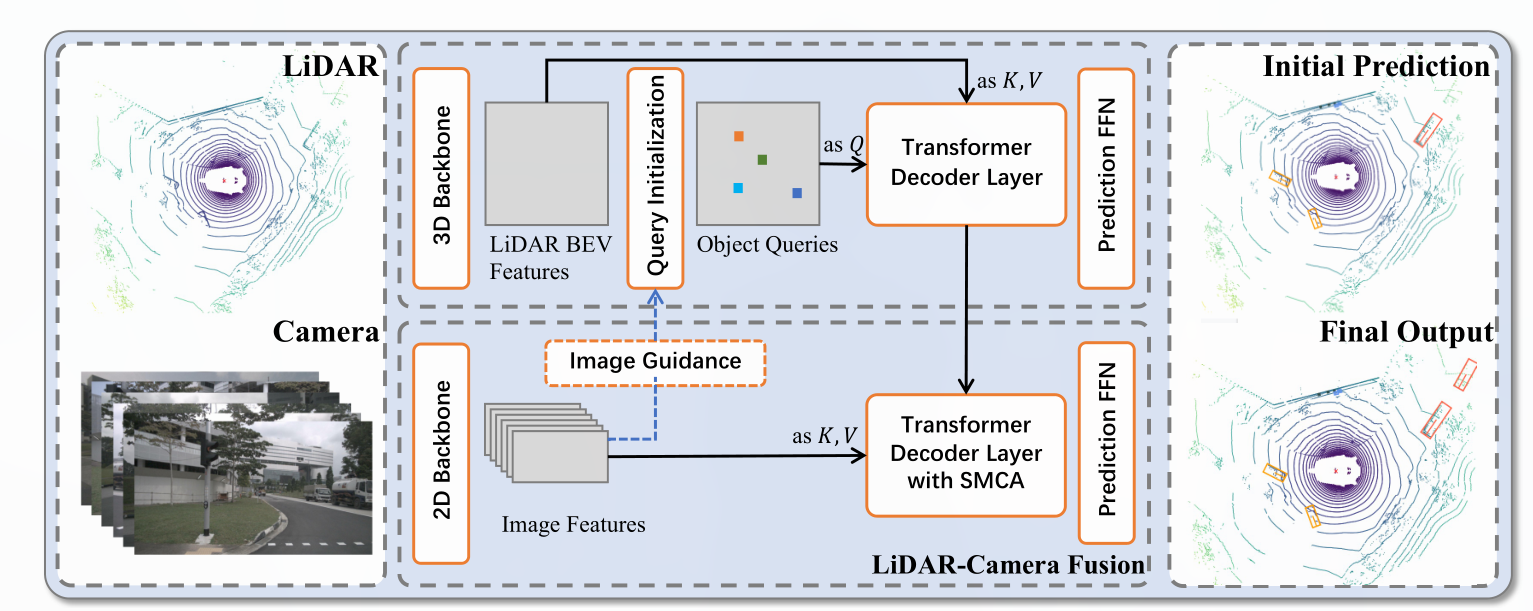 LiDAR
Camera
3D Backbone
LiDAR BEV
Features
Query Initialization
Object Queries
as K,V
as Q
Transformer
Decoder Layer
Prediction FFN
2D Backbone
Image Guidance
Image Features
as K,V
Transformer
Decoder Layer
with SMCA
Prediction FFN
LiDAR-Camera Fusion
Initial Prediction
Final Output